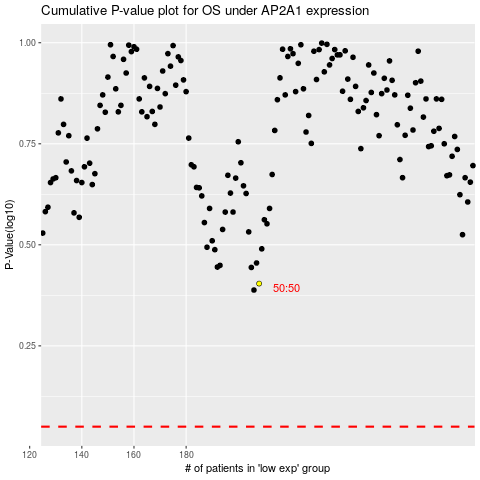 Cumulative P-value plot for OS under AP2A1 expression
1.00
0.75
P-Value(log10)
0.50
50:50
0.25
120 140 160 180
# of patients in 'low exp' group